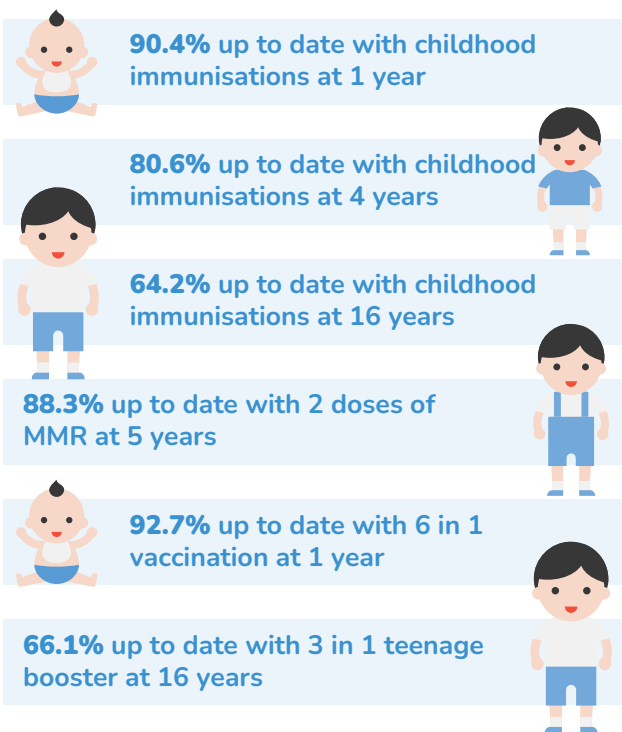 90.4% up to date with childhood
immunisations at 1 year
80.6% up to date with childhood
immunisations at 4 years
64.2% up to date with childhood
immunisations at 16 years
88.3% up to date with 2 doses of
MMR at 5 years
92.7% up to date with 6 in 1
vaccination at 1 year
66.1% up to date with 3 in 1 teenage
booster at 16 years